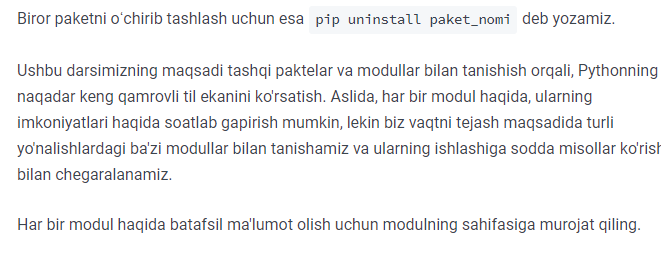 Biror paketni oʻchirib tashlash uchun esa pip uninstall paket_nomi deb yozamiz.
Ushbu darsimizning maqsadi tashqi paktelar va modullar bilan tanishish orqali, Pythonning
naqadar keng qamrovli til ekanini ko'rsatish. Aslida, har bir modul haqida, ularning
imkoniyatlari haqida soatlab gapirish mumkin, lekin biz vaqtni tejash maqsadida turli
yo'nalishlardagi ba'zi modullar bilan tanishamiz va ularning ishlashiga sodda misollar ko'rish
bilan chegaralanamiz.
Har bir modul haqida batafsil ma'lumot olish uchun modulning sahifasiga murojat qiling.